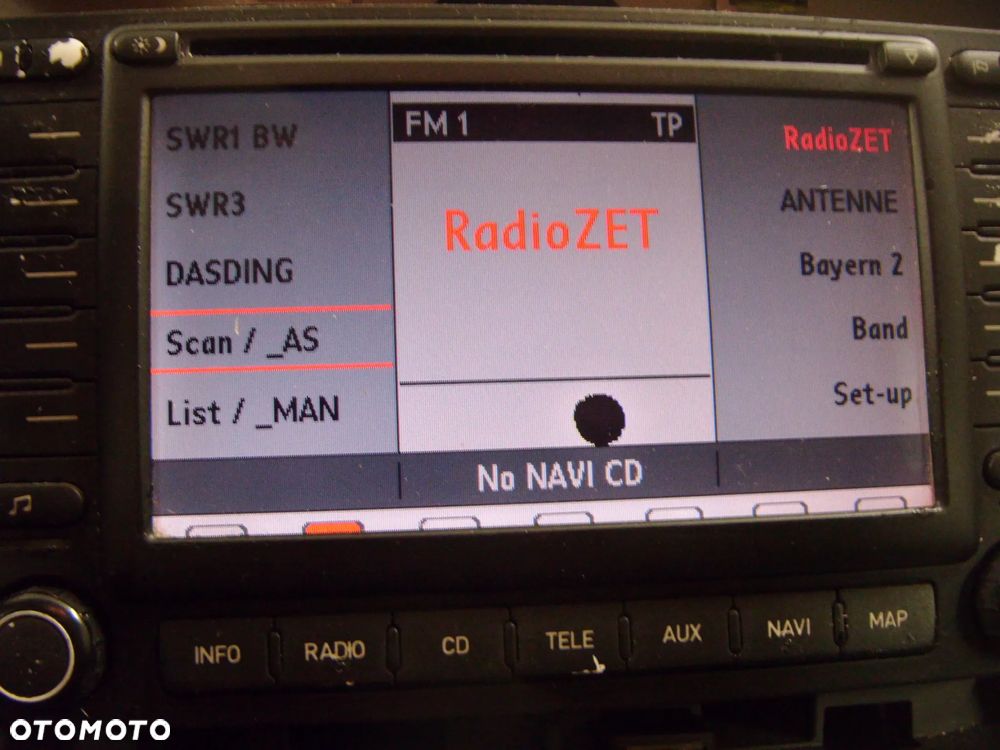 SWR1 BW
SWR3
DASDING
Scan / _AS
List / _MAN
FM 1 TP
RadioZET
RadioZET
ANTENNE
Bayern 2
Band
Set-up
No NAVI CD
INFO RADIO CD TELE AUX NAVI MAP
OTOMOTO